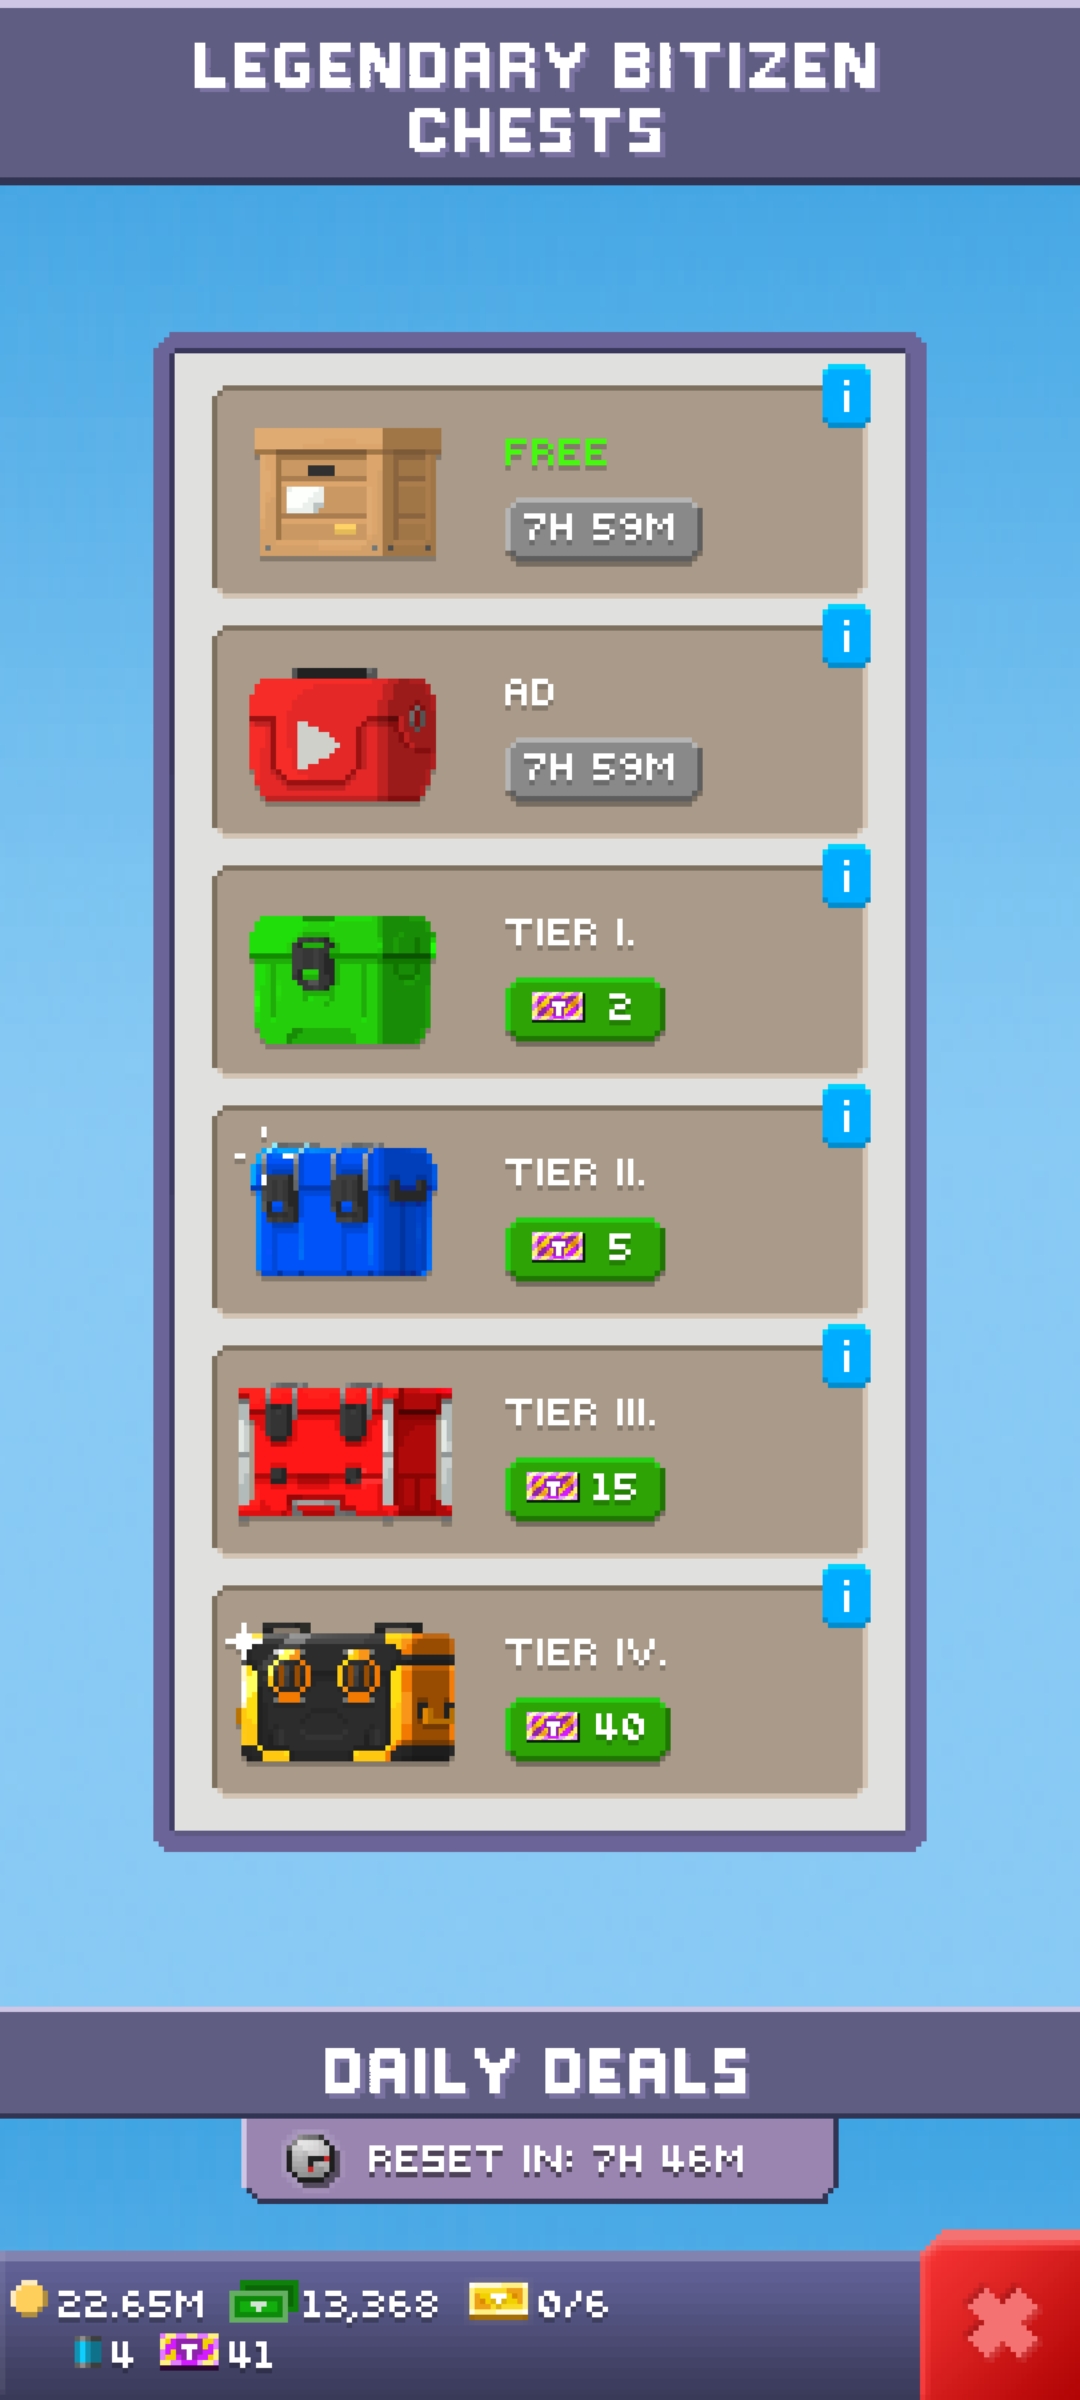 LEGENDARY BITIZEN
CHESTS
i
FREE
7H 59M
i
AD
7H 59M
i
TIER I.
T 2
i
TIER II.
T 5
i
TIER III.
T 15
i
TIER IV.
T 40
DAILY DEALS
RESET IN: 7H 46M
22.65M 13,368 0/6
4 T 41